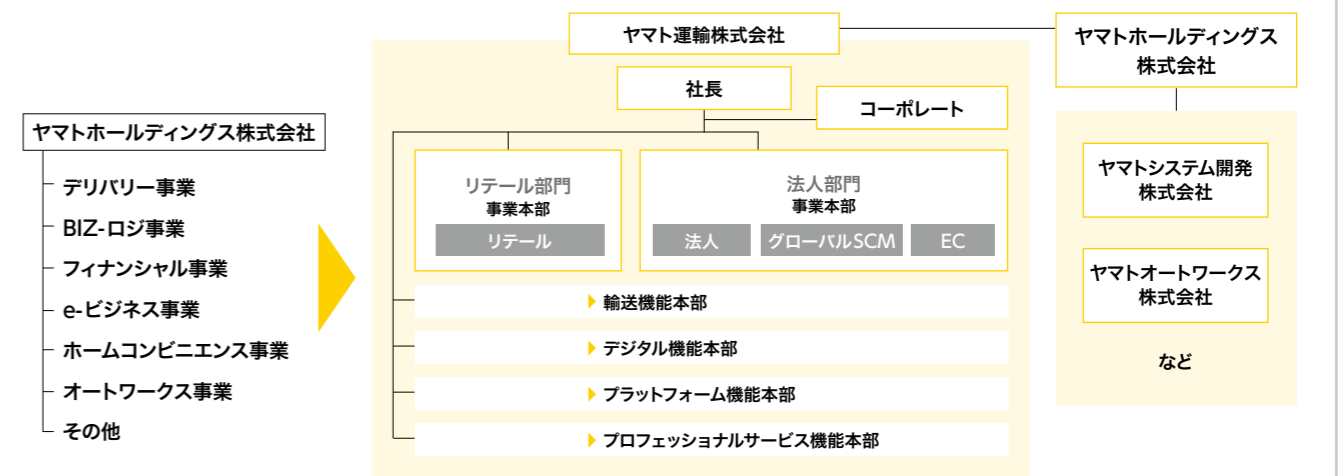 ヤマトホールディングス株式会社
デリバリー事業
BIZ-ロジ事業
フィナンシャル事業
e-ビジネス事業
ホームコンビニエンス事業
オートワークス事業
その他
ヤマト運輸株式会社
社長
コーポレート
リテール部門
事業本部
リテール
法人部門
事業本部
法人
グローバルSCM
EC
輸送機能本部
デジタル機能本部
プラットフォーム機能本部
プロフェッショナルサービス機能本部
ヤマトホールディングス
株式会社
ヤマトシステム開発
株式会社
ヤマトオートワークス
株式会社
など